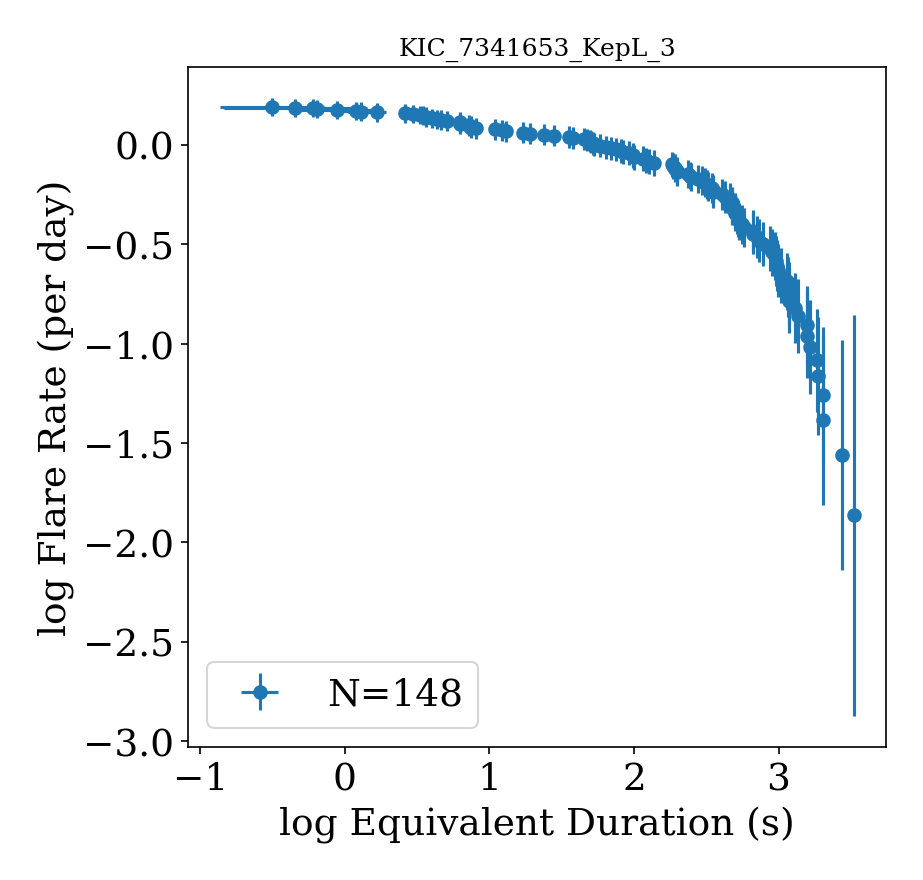 KIC_7341653_KepL_3
log Flare Rate (per day)
0.0
−0.5
−1.0
−1.5
−2.0
−2.5
−3.0
N=148
−1 0 1 2 3
log Equivalent Duration (s)